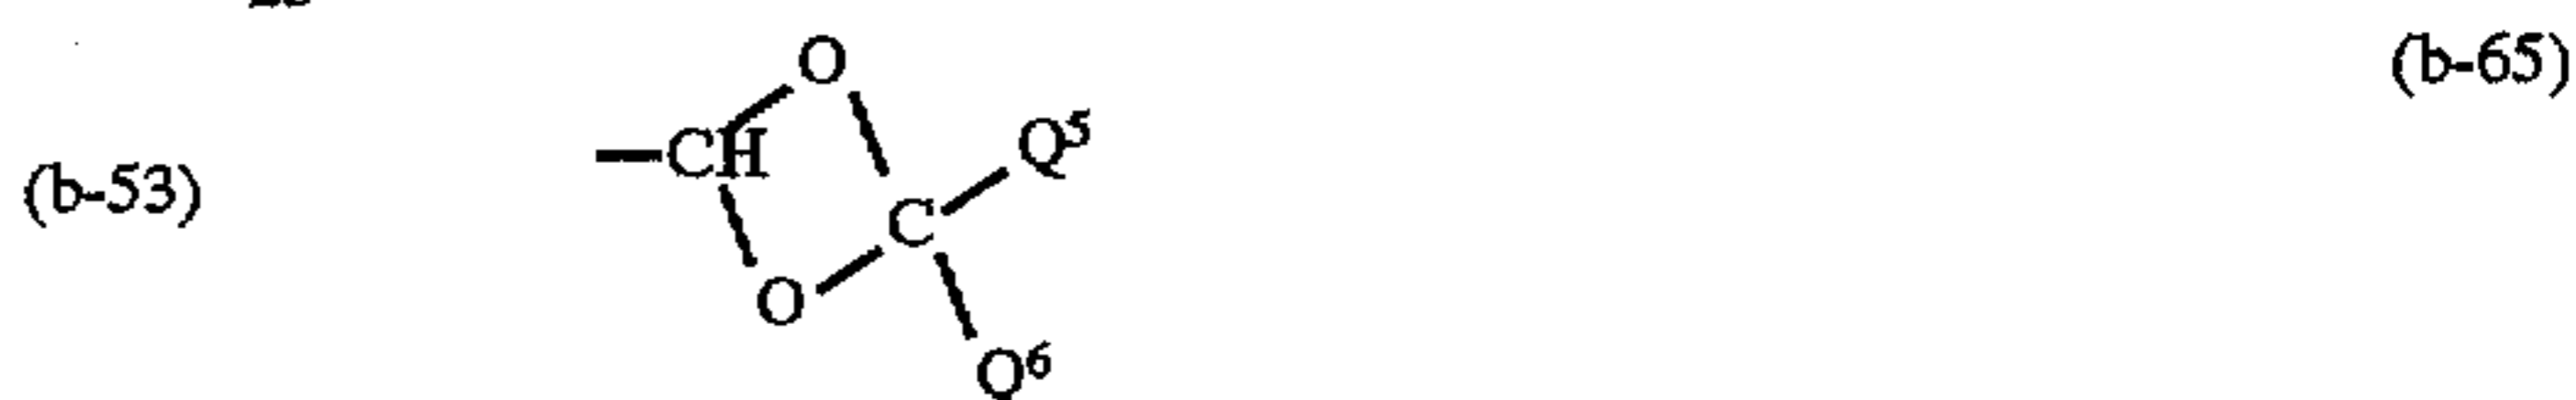 O
(b-65)
Q⁵
—CH
(b-53)
C
O
Q⁶